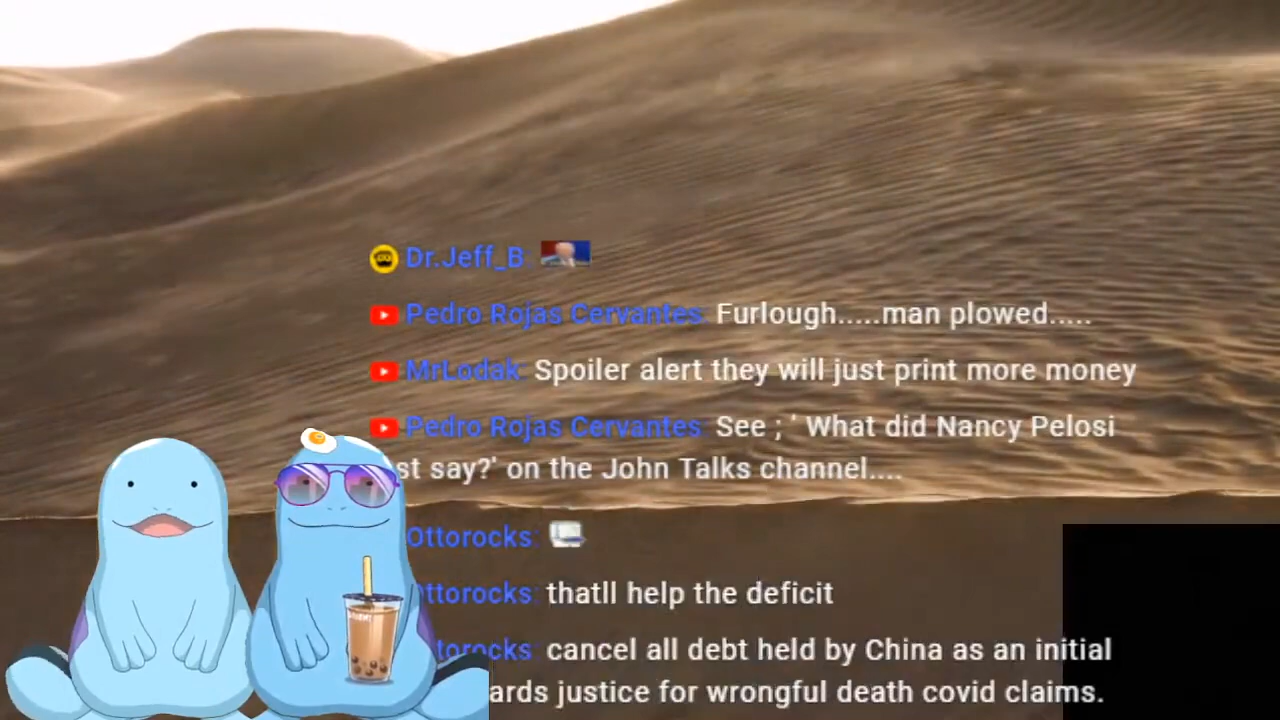 Dr.Jeff_B:
Pedro Rojas Cervantes: Furlough.....man plowed.....
MrLodak: Spoiler alert they will just print more money
Pedro Rojas Cervantes: See ; ' What did Nancy Pelosi
st say?' on the John Talks channel....
Ottorocks:
ttorocks: thatll help the deficit
torocks: cancel all debt held by China as an initial
ards justice for wrongful death covid claims.